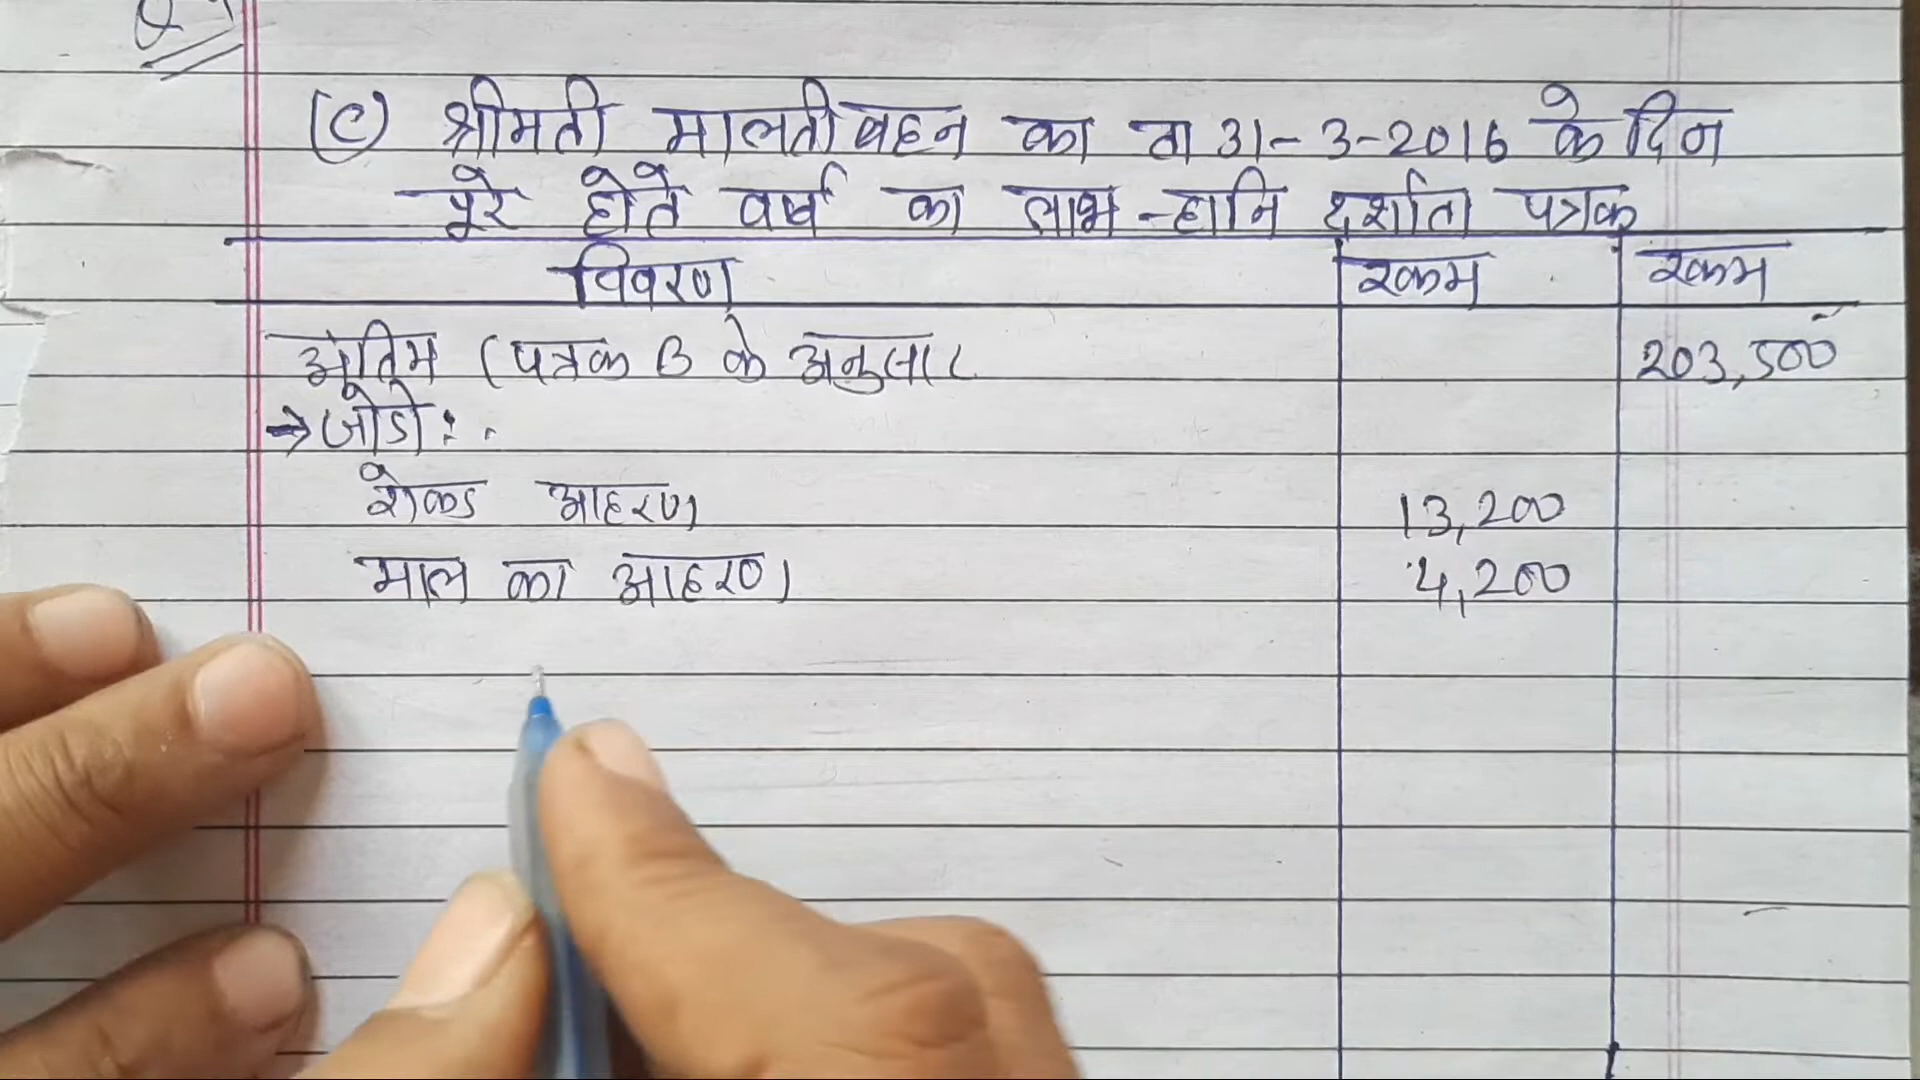 (C) श्रीमती मालतीबहन का ता 31-3-2016 के दिन
पूरे होते वर्ष का लाभ-हानि दर्शाता पत्रक
विवरण रकम रकम
अंतिम (पत्रक B के अनुसार 203,500
→ जोडो :.
रोकड आहरण 13,200
माल का आहरण 4,200